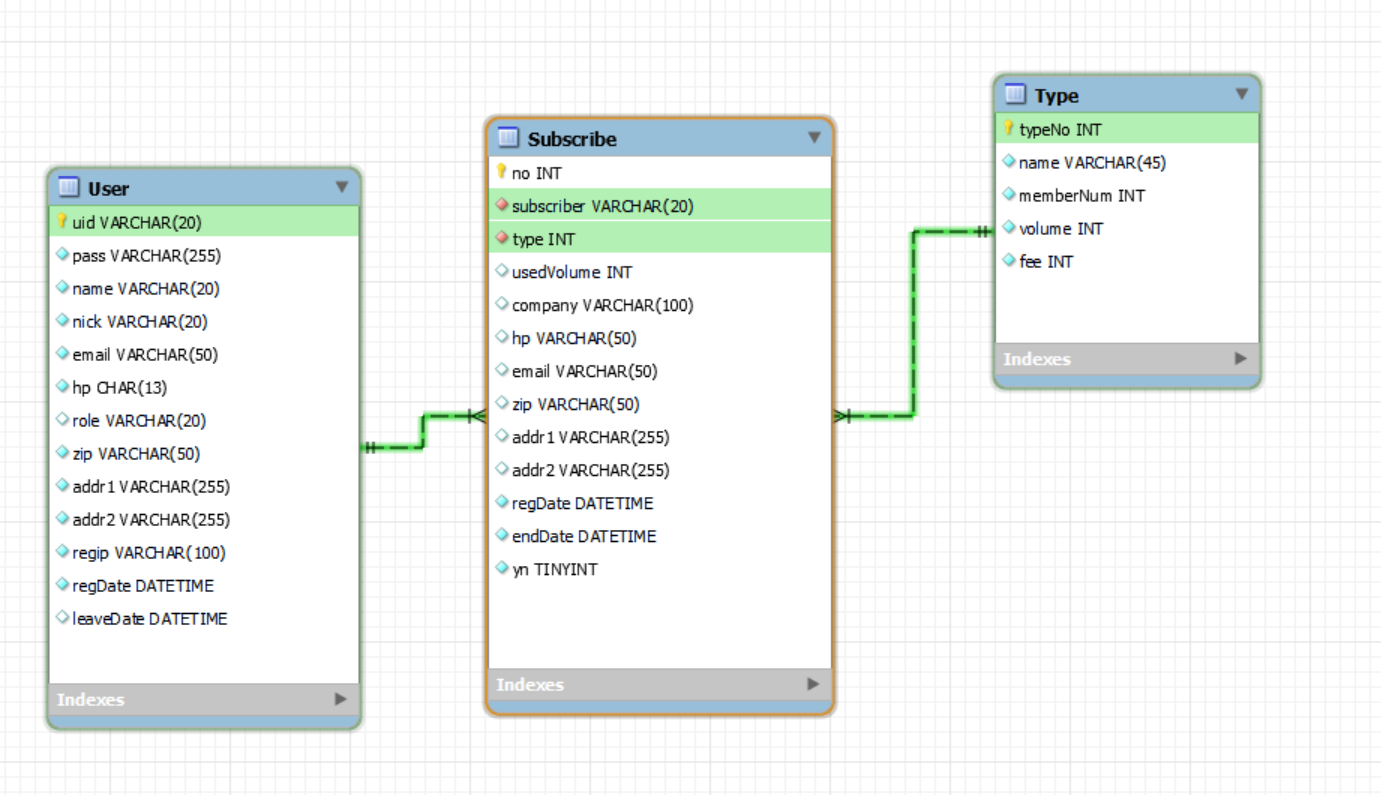 User
uid VARCHAR(20)
pass VARCHAR(255)
name VARCHAR(20)
nick VARCHAR(20)
email VARCHAR(50)
hp CHAR(13)
role VARCHAR(20)
zip VARCHAR(50)
addr1 VARCHAR(255)
addr2 VARCHAR(255)
regip VARCHAR(100)
regDate DATETIME
leaveDate DATETIME
Indexes
Subscribe
no INT
subscriber VARCHAR(20)
type INT
usedVolume INT
company VARCHAR(100)
hp VARCHAR(50)
email VARCHAR(50)
zip VARCHAR(50)
addr1 VARCHAR(255)
addr2 VARCHAR(255)
regDate DATETIME
endDate DATETIME
yn TINYINT
Indexes
Type
typeNo INT
name VARCHAR(45)
memberNum INT
volume INT
fee INT
Indexes